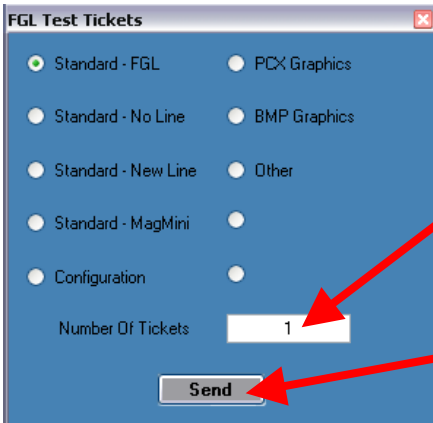 FGL Test Tickets
Standard - FGL PCX Graphics
Standard - No Line BMP Graphics
Standard - New Line Other
Standard - MagMini
Configuration
Number Of Tickets 1
Send